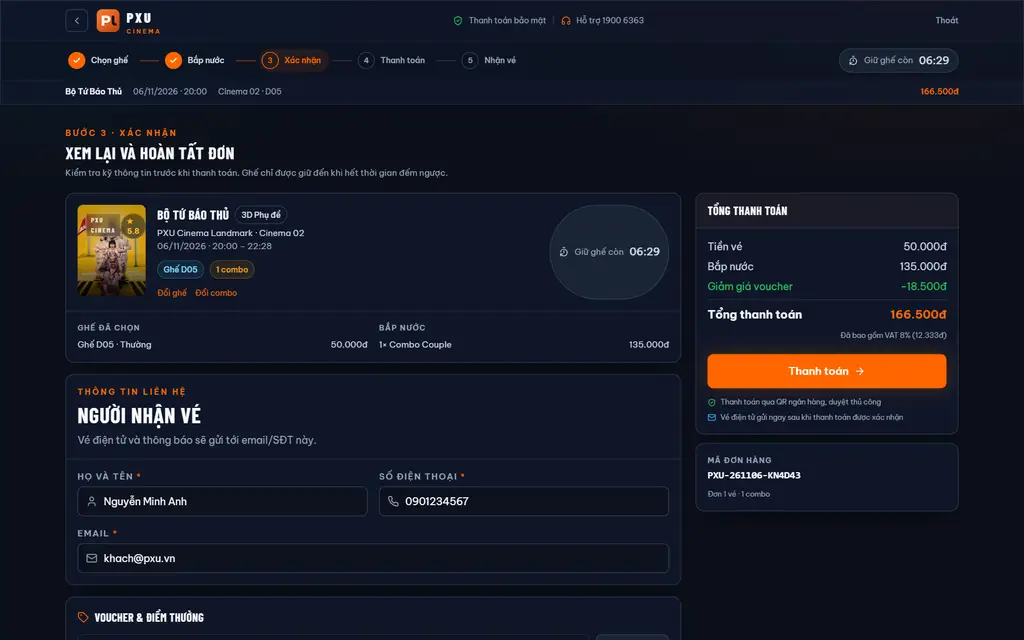 PXU
CINEMA
Thanh toán bảo mật
Hỗ trợ 1900 6363
Thoát
Chọn ghế
Bắp nước
3 Xác nhận
4 Thanh toán
5 Nhận vé
Giữ ghế còn 06:29
Bộ Tứ Báo Thủ 06/11/2026 · 20:00 Cinema 02 · D05
166.500đ
BƯỚC 3 · XÁC NHẬN
XEM LẠI VÀ HOÀN TẤT ĐƠN
Kiểm tra kỹ thông tin trước khi thanh toán. Ghế chỉ được giữ đến khi hết thời gian đếm ngược.
PXU
CINEMA
★
5.8
BỘ TỨ BÁO THỦ 3D Phụ đề
PXU Cinema Landmark · Cinema 02
06/11/2026 · 20:00 – 22:28
Ghế D05 1 combo
Đổi ghế Đổi combo
Giữ ghế còn 06:29
GHẾ ĐÃ CHỌN
Ghế D05 · Thường 50.000đ
BẮP NƯỚC
1× Combo Couple 135.000đ
THÔNG TIN LIÊN HỆ
NGƯỜI NHẬN VÉ
Vé điện tử và thông báo sẽ gửi tới email/SĐT này.
HỌ VÀ TÊN *
Nguyễn Minh Anh
SỐ ĐIỆN THOẠI *
0901234567
EMAIL *
khach@pxu.vn
VOUCHER & ĐIỂM THƯỞNG
TỔNG THANH TOÁN
Tiền vé 50.000đ
Bắp nước 135.000đ
Giảm giá voucher -18.500đ
Tổng thanh toán 166.500đ
Đã bao gồm VAT 8% (12.333đ)
Thanh toán →
Thanh toán qua QR ngân hàng, duyệt thủ công
Vé điện tử gửi ngay sau khi thanh toán được xác nhận
MÃ ĐƠN HÀNG
PXU-261106-KN4D43
Đơn 1 vé · 1 combo